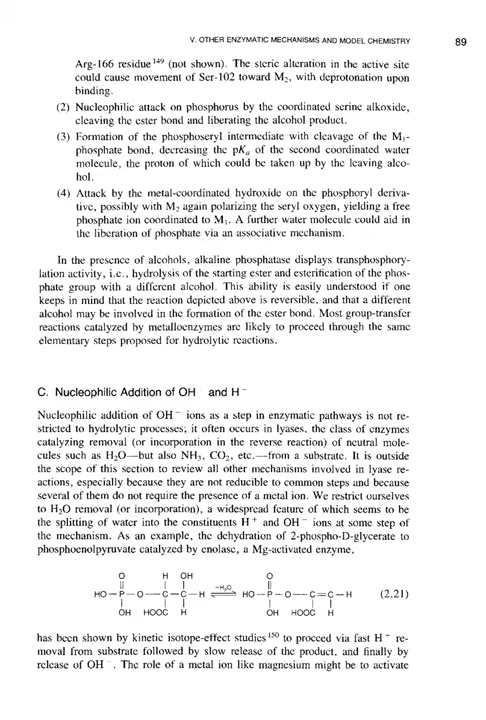 V. OTHER ENZYMATIC MECHANISMS AND MODEL CHEMISTRY 89
Arg-166 residue¹⁴⁹ (not shown). The steric alteration in the active site
could cause movement of Ser-102 toward M₂, with deprotonation upon
binding.
(2) Nucleophilic attack on phosphorus by the coordinated serine alkoxide,
cleaving the ester bond and liberating the alcohol product.
(3) Formation of the phosphoseryl intermediate with cleavage of the M₁-
phosphate bond, decreasing the pKₐ of the second coordinated water
molecule, the proton of which could be taken up by the leaving alco-
hol.
(4) Attack by the metal-coordinated hydroxide on the phosphoryl deriva-
tive, possibly with M₂ again polarizing the seryl oxygen, yielding a free
phosphate ion coordinated to M₁. A further water molecule could aid in
the liberation of phosphate via an associative mechanism.
In the presence of alcohols, alkaline phosphatase displays transphosphory-
lation activity, i.e., hydrolysis of the starting ester and esterification of the phos-
phate group with a different alcohol. This ability is easily understood if one
keeps in mind that the reaction depicted above is reversible, and that a different
alcohol may be involved in the formation of the ester bond. Most group-transfer
reactions catalyzed by metalloenzymes are likely to proceed through the same
elementary steps proposed for hydrolytic reactions.
C. Nucleophilic Addition of OH⁻ and H⁻
Nucleophilic addition of OH⁻ ions as a step in enzymatic pathways is not re-
stricted to hydrolytic processes; it often occurs in lyases, the class of enzymes
catalyzing removal (or incorporation in the reverse reaction) of neutral mole-
cules such as H₂O—but also NH₃, CO₂, etc.—from a substrate. It is outside
the scope of this section to review all other mechanisms involved in lyase re-
actions, especially because they are not reducible to common steps and because
several of them do not require the presence of a metal ion. We restrict ourselves
to H₂O removal (or incorporation), a widespread feature of which seems to be
the splitting of water into the constituents H⁺ and OH⁻ ions at some step of
the mechanism. As an example, the dehydration of 2-phospho-D-glycerate to
phosphoenolpyruvate catalyzed by enolase, a Mg-activated enzyme,
O H OH O
HO—P—O—C—C—H ⇌ −H₂O HO—P—O—C=C—H (2.21)
OH HOOC H OH HOOC H
has been shown by kinetic isotope-effect studies¹⁵⁰ to proceed via fast H⁺ re-
moval from substrate followed by slow release of the product, and finally by
release of OH⁻. The role of a metal ion like magnesium might be to activate